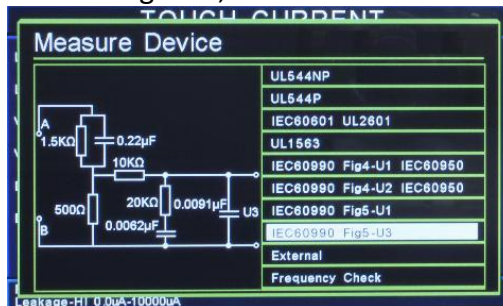 TOUCH CURRENT
Measure Device
UL544NP
UL544P
IEC60601 UL2601
UL1563
IEC60990 Fig4-U1 IEC60950
IEC60990 Fig4-U2 IEC60950
IEC60990 Fig5-U1
IEC60990 Fig5-U3
External
Frequency Check
A
1.5KΩ
0.22µF
10KΩ
500Ω
20KΩ
0.0091µF
U3
0.0062µF
B
Leakage-HI 0.0uA-10000uA